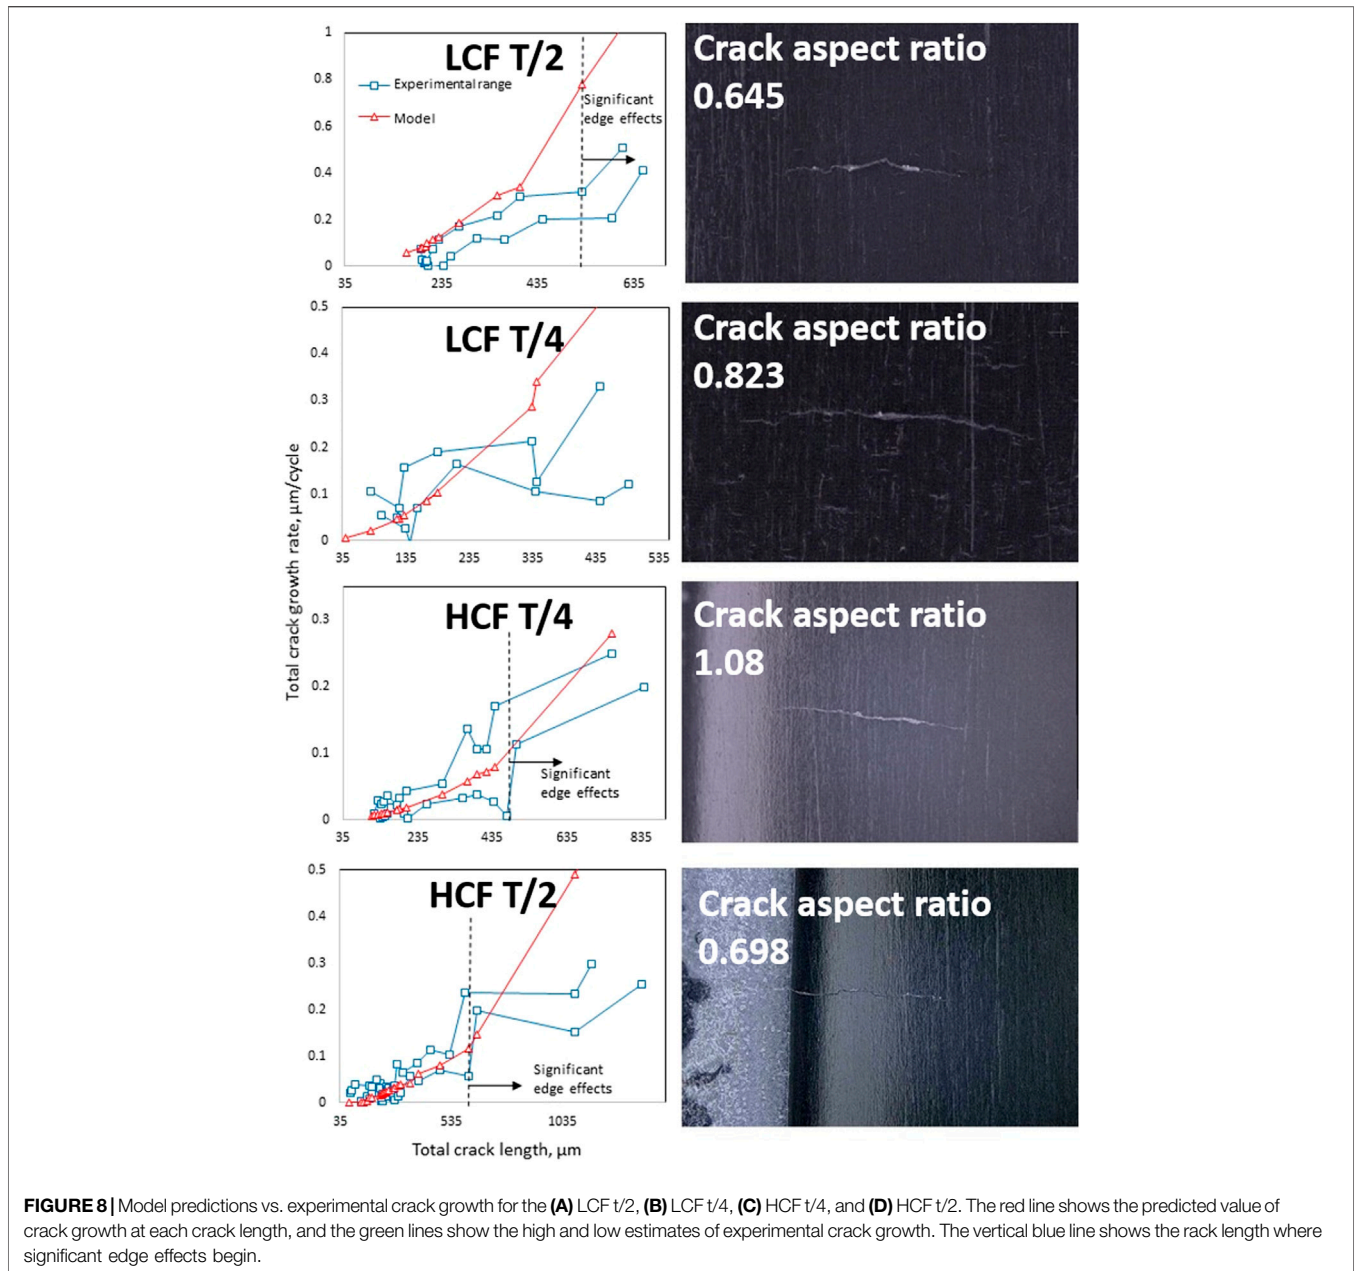 LCF T/2
Experimental range
Model
Significant
edge effects
1
0.8
0.6
0.4
0.2
0
35
235
435
635
Crack aspect ratio
0.645
LCF T/4
0.5
0.4
0.3
0.2
0.1
0
35
135
235
335
435
535
Crack aspect ratio
0.823
Total crack growth rate, μm/cycle
HCF T/4
0.3
0.2
0.1
0
Significant
edge effects
35
235
435
635
835
Crack aspect ratio
1.08
HCF T/2
0.5
0.4
0.3
0.2
0.1
0
Significant
edge effects
35
535
1035
Total crack length, μm
Crack aspect ratio
0.698
FIGURE 8 | Model predictions vs. experimental crack growth for the (A) LCF t/2, (B) LCF t/4, (C) HCF t/4, and (D) HCF t/2. The red line shows the predicted value of
crack growth at each crack length, and the green lines show the high and low estimates of experimental crack growth. The vertical blue line shows the rack length where
significant edge effects begin.